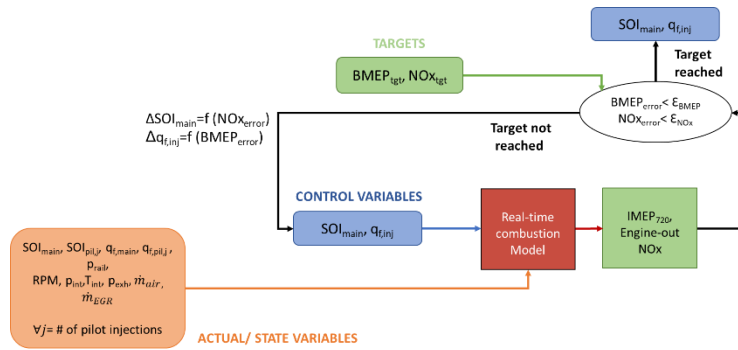 SOI_main, q_f,inj
TARGETS
Target
reached
BMEP_tgt, NOx_tgt
BMEP_error< Ɛ_BMEP
NOx_error< Ɛ_NOx
ΔSOI_main=f (NOx_error)
Δq_f,inj=f (BMEP_error)
Target not
reached
CONTROL VARIABLES
SOI_main, q_f,inj
Real-time
combustion
Model
IMEP_720,
Engine-out
NOx
SOI_main, SOI_pil,j, q_f,main, q_f,pil,j ,
p_rail,
RPM, p_int,T_int, p_exh, ṁ_air,
ṁ_EGR
∀j= # of pilot injections
ACTUAL/ STATE VARIABLES